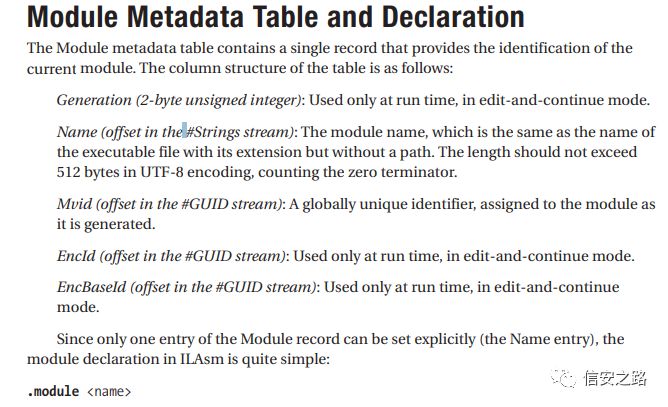 Module Metadata Table and Declaration
The Module metadata table contains a single record that provides the identification of the
current module. The column structure of the table is as follows:
Generation (2-byte unsigned integer): Used only at run time, in edit-and-continue mode.
Name (offset in the #Strings stream): The module name, which is the same as the name of
the executable file with its extension but without a path. The length should not exceed
512 bytes in UTF-8 encoding, counting the zero terminator.
Mvid (offset in the #GUID stream): A globally unique identifier, assigned to the module as
it is generated.
EncId (offset in the #GUID stream): Used only at run time, in edit-and-continue mode.
EncBaseId (offset in the #GUID stream): Used only at run time, in edit-and-continue
mode.
Since only one entry of the Module record can be set explicitly (the Name entry), the
module declaration in ILAsm is quite simple:
.module <name>
信安之路